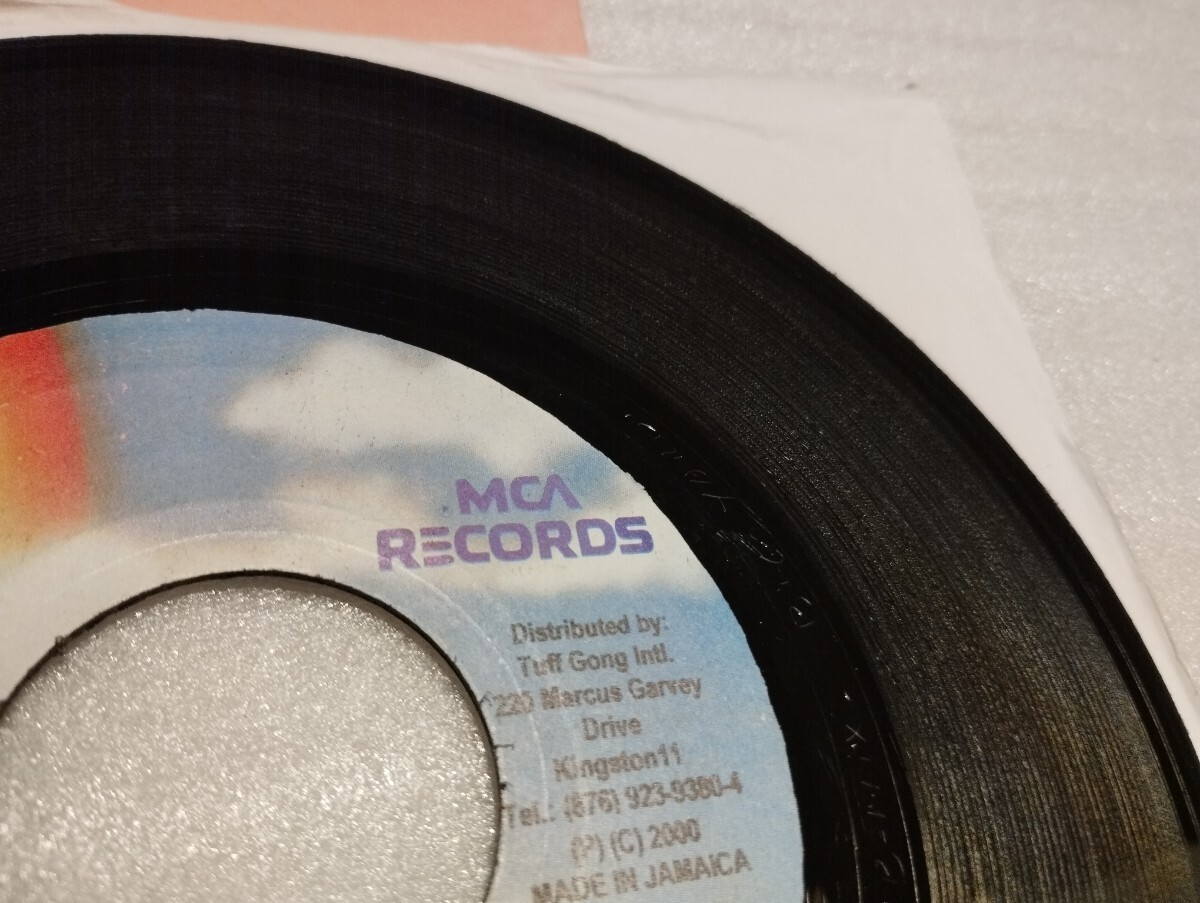 MCA
RECORDS
Distributed by:
Tuff Gong Intl.
220 Marcus Garvey
Drive
Kingston11
Tel.: (876) 923-9380-4
(P) (C) 2000
MADE IN JAMAICA